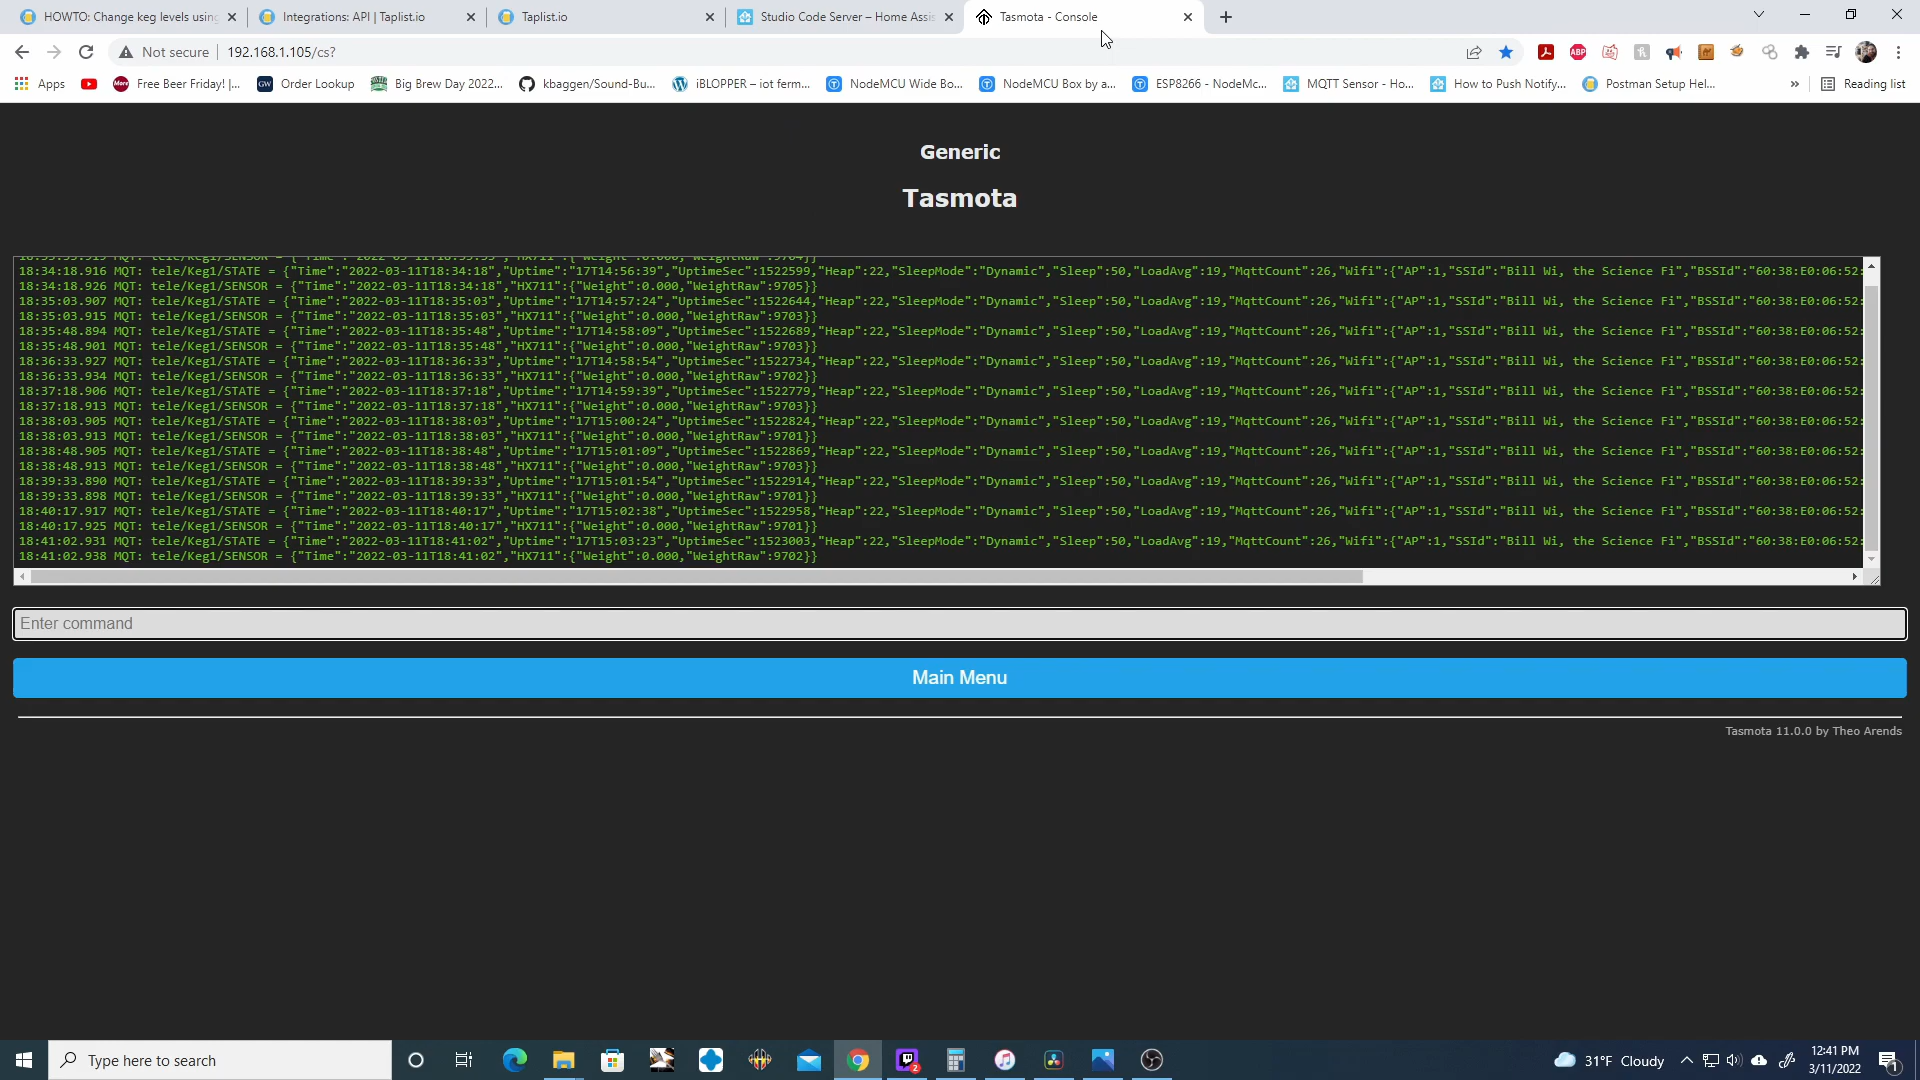 HOWTO: Change keg levels using
Integrations: API | Taplist.io
Taplist.io
Studio Code Server – Home Assis
Tasmota - Console
Not secure
192.168.1.105/cs?
Apps
Free Beer Friday! |...
Order Lookup
Big Brew Day 2022...
kbaggen/Sound-Bu...
iBLOPPER – iot ferm...
NodeMCU Wide Bo...
NodeMCU Box by a...
ESP8266 - NodeMc...
MQTT Sensor - Ho...
How to Push Notify...
Postman Setup Hel...
»
Reading list
Generic
Tasmota
18:34:18.916 MQT: tele/Keg1/STATE = {"Time":"2022-03-11T18:34:18","Uptime":"17T14:56:39","UptimeSec":1522599,"Heap":22,"SleepMode":"Dynamic","Sleep":50,"LoadAvg":19,"MqttCount":26,"Wifi":{"AP":1,"SSId":"Bill Wi, the Science Fi","BSSId":"60:38:E0:06:52:
18:34:18.926 MQT: tele/Keg1/SENSOR = {"Time":"2022-03-11T18:34:18","HX711":{"Weight":0.000,"WeightRaw":9705}}
18:35:03.907 MQT: tele/Keg1/STATE = {"Time":"2022-03-11T18:35:03","Uptime":"17T14:57:24","UptimeSec":1522644,"Heap":22,"SleepMode":"Dynamic","Sleep":50,"LoadAvg":19,"MqttCount":26,"Wifi":{"AP":1,"SSId":"Bill Wi, the Science Fi","BSSId":"60:38:E0:06:52:
18:35:03.915 MQT: tele/Keg1/SENSOR = {"Time":"2022-03-11T18:35:03","HX711":{"Weight":0.000,"WeightRaw":9703}}
18:35:48.894 MQT: tele/Keg1/STATE = {"Time":"2022-03-11T18:35:48","Uptime":"17T14:58:09","UptimeSec":1522689,"Heap":22,"SleepMode":"Dynamic","Sleep":50,"LoadAvg":19,"MqttCount":26,"Wifi":{"AP":1,"SSId":"Bill Wi, the Science Fi","BSSId":"60:38:E0:06:52:
18:35:48.901 MQT: tele/Keg1/SENSOR = {"Time":"2022-03-11T18:35:48","HX711":{"Weight":0.000,"WeightRaw":9703}}
18:36:33.927 MQT: tele/Keg1/STATE = {"Time":"2022-03-11T18:36:33","Uptime":"17T14:58:54","UptimeSec":1522734,"Heap":22,"SleepMode":"Dynamic","Sleep":50,"LoadAvg":19,"MqttCount":26,"Wifi":{"AP":1,"SSId":"Bill Wi, the Science Fi","BSSId":"60:38:E0:06:52:
18:36:33.934 MQT: tele/Keg1/SENSOR = {"Time":"2022-03-11T18:36:33","HX711":{"Weight":0.000,"WeightRaw":9702}}
18:37:18.906 MQT: tele/Keg1/STATE = {"Time":"2022-03-11T18:37:18","Uptime":"17T14:59:39","UptimeSec":1522779,"Heap":22,"SleepMode":"Dynamic","Sleep":50,"LoadAvg":19,"MqttCount":26,"Wifi":{"AP":1,"SSId":"Bill Wi, the Science Fi","BSSId":"60:38:E0:06:52:
18:37:18.913 MQT: tele/Keg1/SENSOR = {"Time":"2022-03-11T18:37:18","HX711":{"Weight":0.000,"WeightRaw":9703}}
18:38:03.905 MQT: tele/Keg1/STATE = {"Time":"2022-03-11T18:38:03","Uptime":"17T15:00:24","UptimeSec":1522824,"Heap":22,"SleepMode":"Dynamic","Sleep":50,"LoadAvg":19,"MqttCount":26,"Wifi":{"AP":1,"SSId":"Bill Wi, the Science Fi","BSSId":"60:38:E0:06:52:
18:38:03.913 MQT: tele/Keg1/SENSOR = {"Time":"2022-03-11T18:38:03","HX711":{"Weight":0.000,"WeightRaw":9701}}
18:38:48.905 MQT: tele/Keg1/STATE = {"Time":"2022-03-11T18:38:48","Uptime":"17T15:01:09","UptimeSec":1522869,"Heap":22,"SleepMode":"Dynamic","Sleep":50,"LoadAvg":19,"MqttCount":26,"Wifi":{"AP":1,"SSId":"Bill Wi, the Science Fi","BSSId":"60:38:E0:06:52:
18:38:48.913 MQT: tele/Keg1/SENSOR = {"Time":"2022-03-11T18:38:48","HX711":{"Weight":0.000,"WeightRaw":9703}}
18:39:33.890 MQT: tele/Keg1/STATE = {"Time":"2022-03-11T18:39:33","Uptime":"17T15:01:54","UptimeSec":1522914,"Heap":22,"SleepMode":"Dynamic","Sleep":50,"LoadAvg":19,"MqttCount":26,"Wifi":{"AP":1,"SSId":"Bill Wi, the Science Fi","BSSId":"60:38:E0:06:52:
18:39:33.898 MQT: tele/Keg1/SENSOR = {"Time":"2022-03-11T18:39:33","HX711":{"Weight":0.000,"WeightRaw":9701}}
18:40:17.917 MQT: tele/Keg1/STATE = {"Time":"2022-03-11T18:40:17","Uptime":"17T15:02:38","UptimeSec":1522958,"Heap":22,"SleepMode":"Dynamic","Sleep":50,"LoadAvg":19,"MqttCount":26,"Wifi":{"AP":1,"SSId":"Bill Wi, the Science Fi","BSSId":"60:38:E0:06:52:
18:40:17.925 MQT: tele/Keg1/SENSOR = {"Time":"2022-03-11T18:40:17","HX711":{"Weight":0.000,"WeightRaw":9701}}
18:41:02.931 MQT: tele/Keg1/STATE = {"Time":"2022-03-11T18:41:02","Uptime":"17T15:03:23","UptimeSec":1523003,"Heap":22,"SleepMode":"Dynamic","Sleep":50,"LoadAvg":19,"MqttCount":26,"Wifi":{"AP":1,"SSId":"Bill Wi, the Science Fi","BSSId":"60:38:E0:06:52:
18:41:02.938 MQT: tele/Keg1/SENSOR = {"Time":"2022-03-11T18:41:02","HX711":{"Weight":0.000,"WeightRaw":9702}}
Enter command
Main Menu
Tasmota 11.0.0 by Theo Arends
Type here to search
31°F Cloudy
12:41 PM
3/11/2022